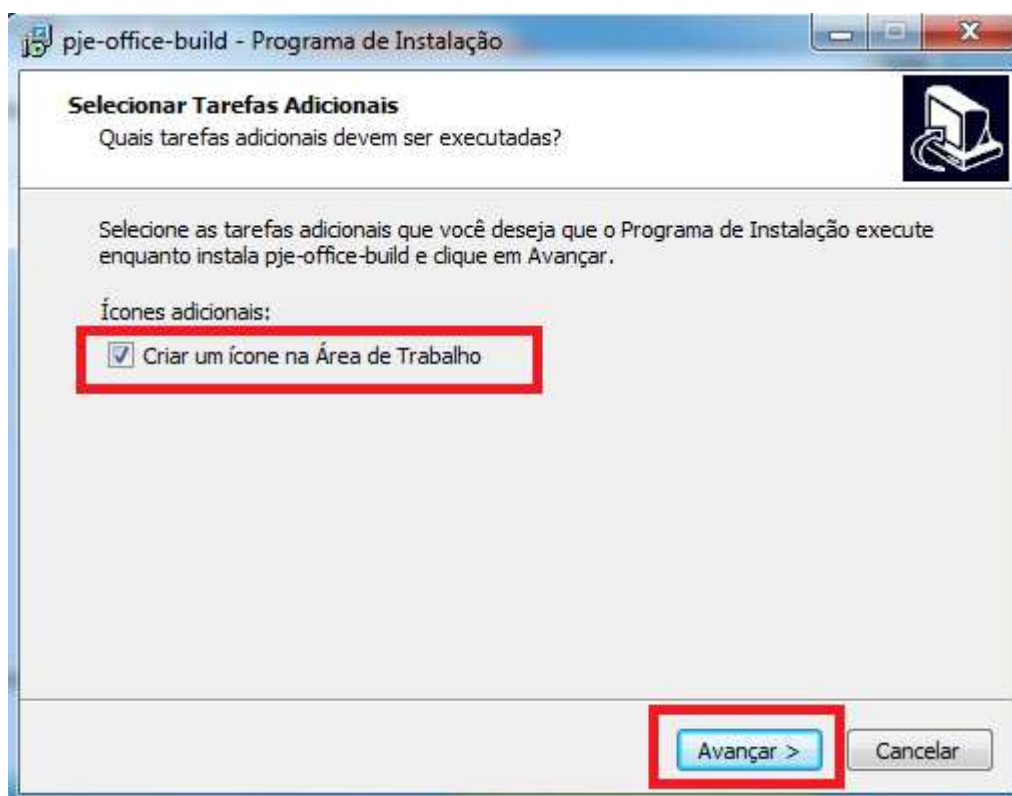 pje-office-build - Programa de Instalação
Selecionar Tarefas Adicionais
Quais tarefas adicionais devem ser executadas?
Selecione as tarefas adicionais que você deseja que o Programa de Instalação execute
enquanto instala pje-office-build e clique em Avançar.
Ícones adicionais:
Criar um ícone na Área de Trabalho
Avançar >
Cancelar